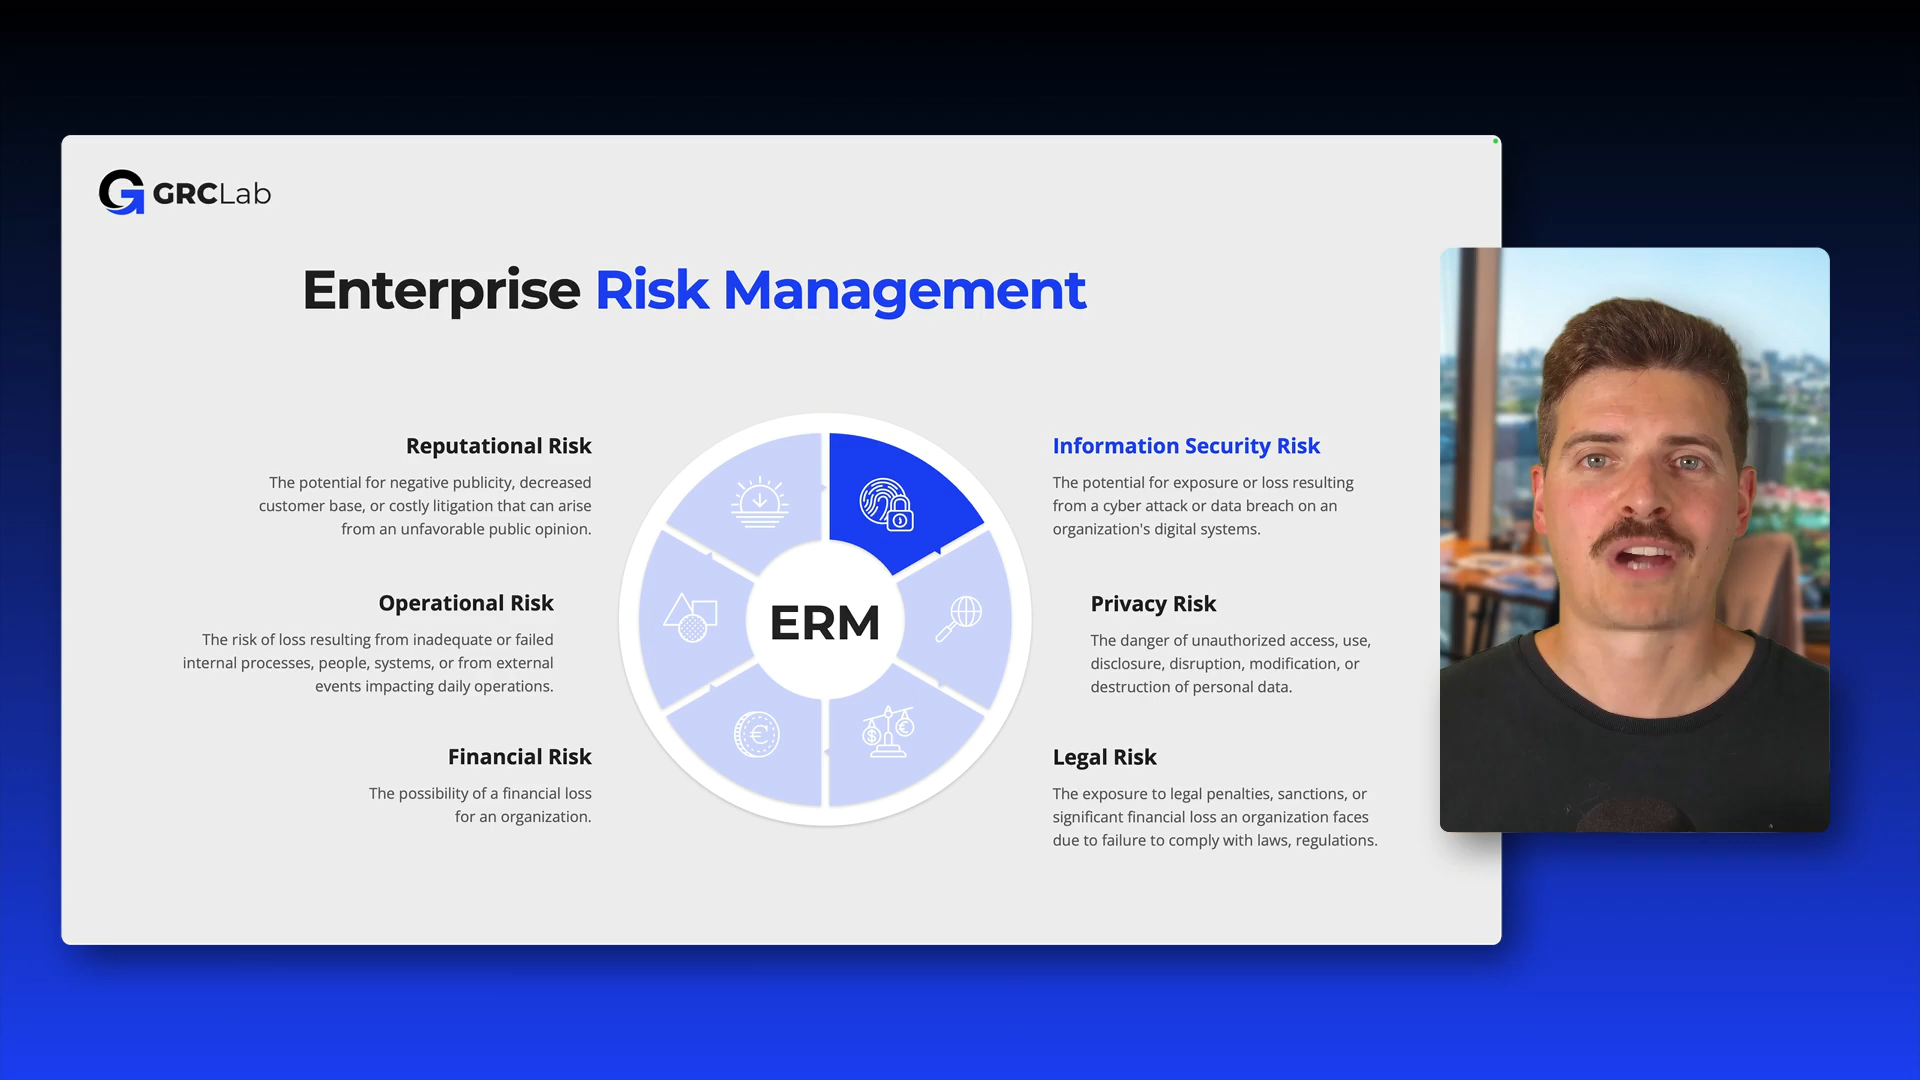 GRCLab
Enterprise Risk Management
Reputational Risk
The potential for negative publicity, decreased
customer base, or costly litigation that can arise
from an unfavorable public opinion.
Operational Risk
The risk of loss resulting from inadequate or failed
internal processes, people, systems, or from external
events impacting daily operations.
Financial Risk
The possibility of a financial loss
for an organization.
ERM
Information Security Risk
The potential for exposure or loss resulting
from a cyber attack or data breach on an
organization's digital systems.
Privacy Risk
The danger of unauthorized access, use,
disclosure, disruption, modification, or
destruction of personal data.
Legal Risk
The exposure to legal penalties, sanctions, or
significant financial loss an organization faces
due to failure to comply with laws, regulations.